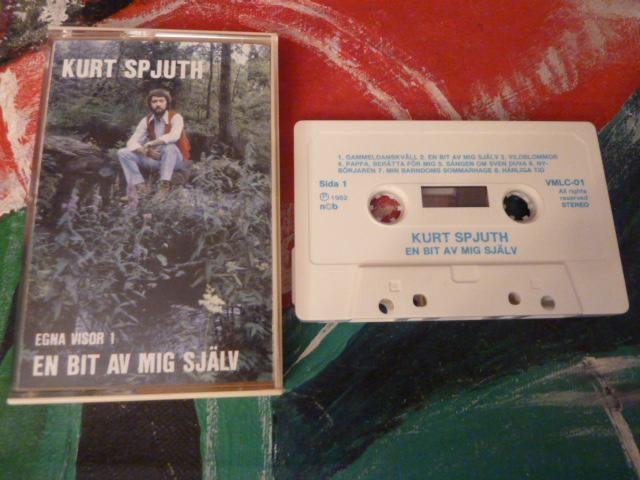 KURT SPJUTH
EGNA VISOR 1
EN BIT AV MIG SJÄLV
1. GAMMELDANSKVÄLL 2. EN BIT AV MIG SJÄLV 3. VILDBLOMMOR
4. PAPPA, BERÄTTA FÖR MIG 5. SÅNGEN OM SVEN DUVA 6. NY-
BÖRJAREN 7. MIN BARNDOMS SOMMARHAGE 8. HÄRLIGA TID
Sida 1
℗ 1982
n©b
VMLC-01
All rights
reserved
STEREO
KURT SPJUTH
EN BIT AV MIG SJÄLV